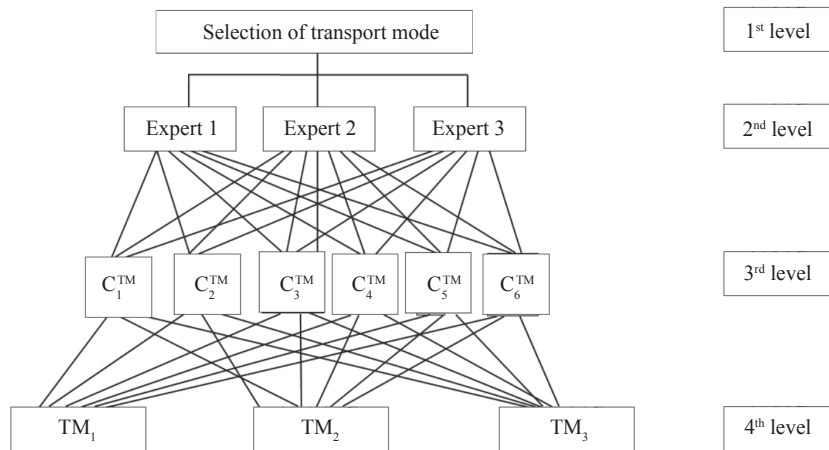 Selection of transport mode 1st level
Expert 1 Expert 2 Expert 3 2nd level
C₁ᵀᴹ C₂ᵀᴹ C₃ᵀᴹ C₄ᵀᴹ C₅ᵀᴹ C₆ᵀᴹ 3rd level
TM₁ TM₂ TM₃ 4th level